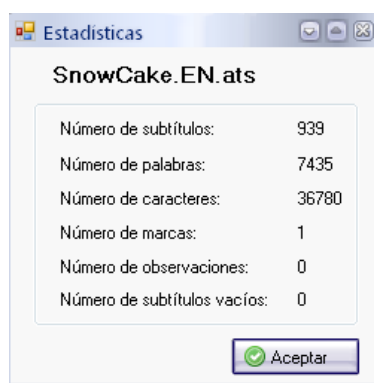 Estadísticas
SnowCake.EN.ats
Número de subtítulos: 939
Número de palabras: 7435
Número de caracteres: 36780
Número de marcas: 1
Número de observaciones: 0
Número de subtítulos vacíos: 0
Aceptar